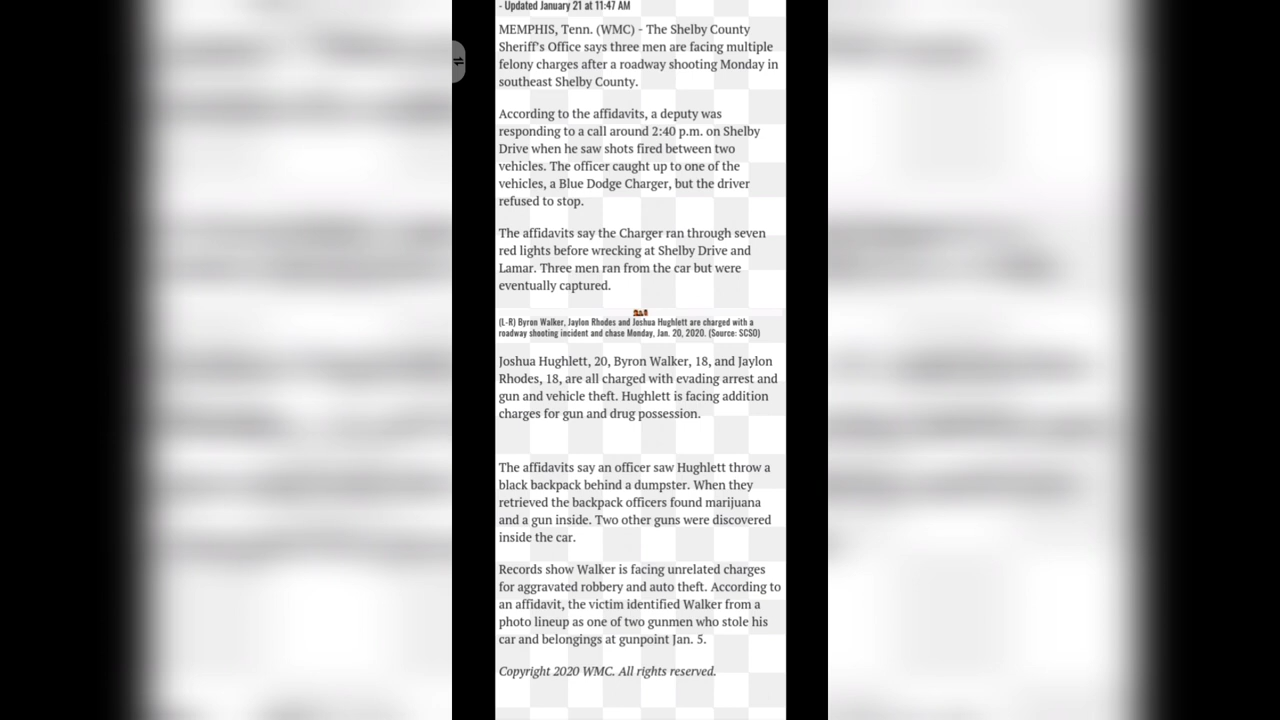 - Updated January 21 at 11:47 AM
MEMPHIS, Tenn. (WMC) - The Shelby County
Sheriff's Office says three men are facing multiple
felony charges after a roadway shooting Monday in
southeast Shelby County.
According to the affidavits, a deputy was
responding to a call around 2:40 p.m. on Shelby
Drive when he saw shots fired between two
vehicles. The officer caught up to one of the
vehicles, a Blue Dodge Charger, but the driver
refused to stop.
The affidavits say the Charger ran through seven
red lights before wrecking at Shelby Drive and
Lamar. Three men ran from the car but were
eventually captured.
(L-R) Byron Walker, Jaylon Rhodes and Joshua Hughlett are charged with a
roadway shooting incident and chase Monday, Jan. 20, 2020. (Source: SCSO)
Joshua Hughlett, 20, Byron Walker, 18, and Jaylon
Rhodes, 18, are all charged with evading arrest and
gun and vehicle theft. Hughlett is facing addition
charges for gun and drug possession.
The affidavits say an officer saw Hughlett throw a
black backpack behind a dumpster. When they
retrieved the backpack officers found marijuana
and a gun inside. Two other guns were discovered
inside the car.
Records show Walker is facing unrelated charges
for aggravated robbery and auto theft. According to
an affidavit, the victim identified Walker from a
photo lineup as one of two gunmen who stole his
car and belongings at gunpoint Jan. 5.
Copyright 2020 WMC. All rights reserved.